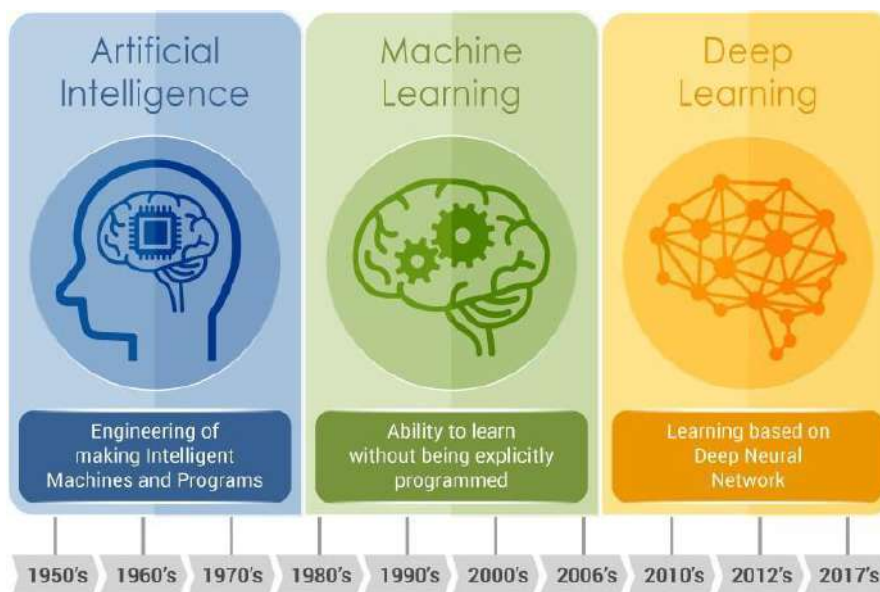 Artificial
Intelligence
Machine
Learning
Deep
Learning
Engineering of
making Intelligent
Machines and Programs
Ability to learn
without being explicitly
programmed
Learning based on
Deep Neural
Network
1950's
1960's
1970's
1980's
1990's
2000's
2006's
2010's
2012's
2017's